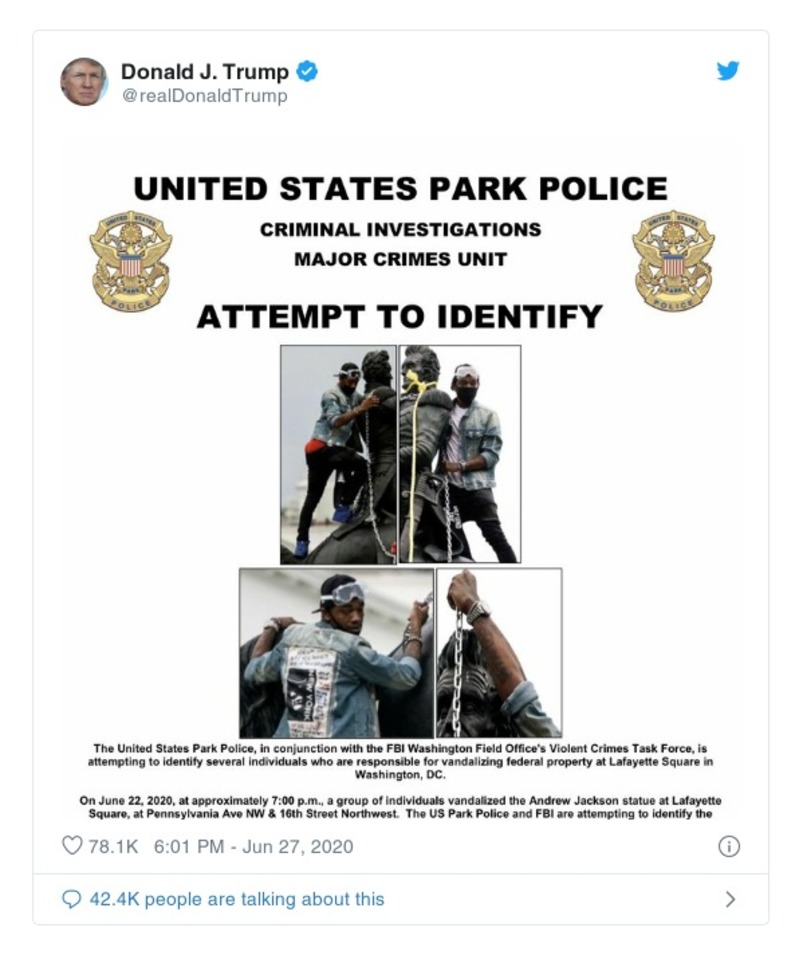 Donald J. Trump
@realDonaldTrump
UNITED STATES PARK POLICE
CRIMINAL INVESTIGATIONS
MAJOR CRIMES UNIT
UNITED STATES
PARK
POLICE
UNITED STATES
PARK
POLICE
ATTEMPT TO IDENTIFY
NEW YORK
The United States Park Police, in conjunction with the FBI Washington Field Office's Violent Crimes Task Force, is
attempting to identify several individuals who are responsible for vandalizing federal property at Lafayette Square in
Washington, DC.
On June 22, 2020, at approximately 7:00 p.m., a group of individuals vandalized the Andrew Jackson statue at Lafayette
Square, at Pennsylvania Ave NW & 16th Street Northwest. The US Park Police and FBI are attempting to identify the
78.1K 6:01 PM - Jun 27, 2020
42.4K people are talking about this